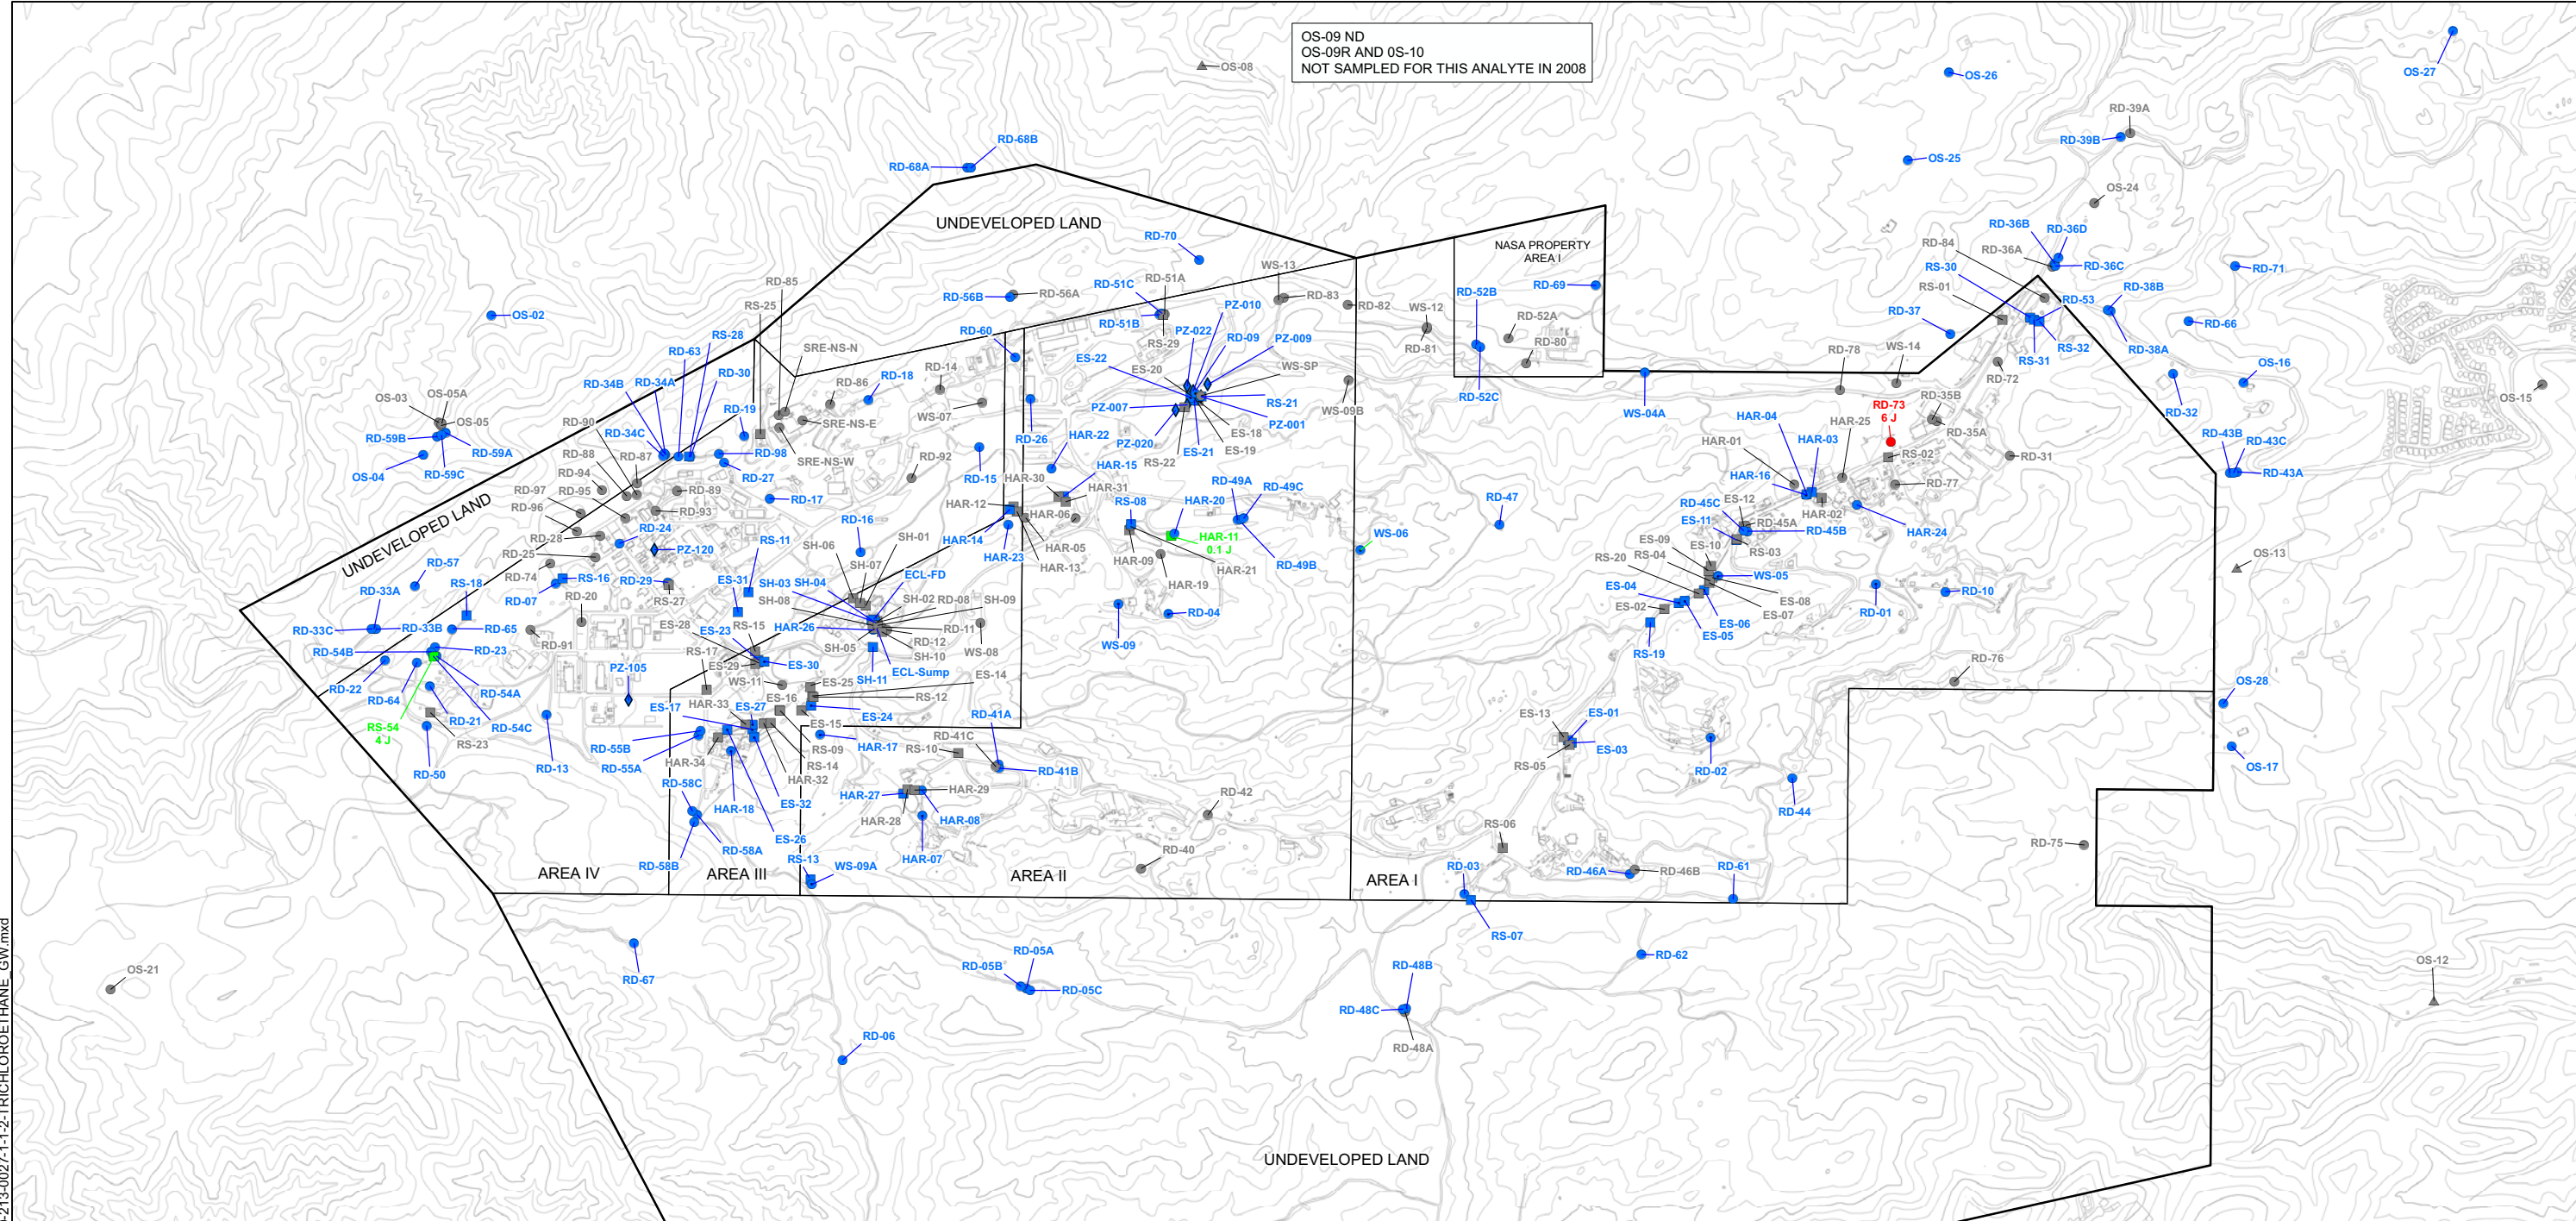 OS-09 ND
OS-09R AND 0S-10
NOT SAMPLED FOR THIS ANALYTE IN 2008
OS-08
OS-26
OS-27
RD-39A
RD-39B
RD-68B
RD-68A
OS-25
OS-24
UNDEVELOPED LAND
RD-70
NASA PROPERTY
AREA I
RD-36B
RD-36D
RD-84
RD-36A
RD-36C
RS-30
RS-01
RD-71
RD-85
RS-25
WS-13
RD-51A
RD-51C
RD-56B
RD-56A
RD-83
RD-82
RD-69
RD-52B
RD-38B
RD-53
RD-37
OS-02
RS-28
RD-63
RD-60
RD-51B
PZ-010
PZ-022
RD-09
PZ-009
WS-12
RD-52A
RD-80
RD-81
RD-66
RD-38A
RS-32
RS-31
SRE-NS-N
RS-29
ES-22
ES-20
WS-SP
RD-78
WS-14
RD-72
OS-16
OS-15
RD-34B
RD-34A
RD-30
RD-14
RD-86
RD-18
WS-07
OS-03
OS-05A
OS-05
RD-19
SRE-NS-E
PZ-007
RS-21
WS-09B
RD-52C
WS-04A
RD-73
6 J
RD-35B
RD-35A
RD-32
RD-90
RD-34C
RD-59B
RD-59A
RD-59C
OS-04
RD-88
RD-87
RD-98
SRE-NS-W
RD-26
HAR-22
PZ-020
ES-18
PZ-001
ES-21
ES-19
RS-22
HAR-04
HAR-03
HAR-25
HAR-01
RS-02
RD-31
RD-43B
RD-43C
RD-43A
RD-94
RD-97
RD-95
RD-96
RD-89
RD-27
RD-17
RD-92
RD-15
HAR-30
HAR-15
HAR-31
HAR-16
RD-77
RD-93
RD-28
RD-24
RD-16
HAR-12
HAR-06
RS-08
HAR-20
RD-49A
RD-49C
RD-47
ES-12
RD-45C
RD-45A
RD-45B
HAR-02
HAR-24
UNDEVELOPED LAND
RD-25
PZ-120
RS-11
SH-06
SH-01
SH-07
HAR-14
HAR-23
HAR-05
HAR-13
HAR-11
0.1 J
HAR-09
HAR-19
HAR-21
RD-49B
WS-06
ES-11
ES-09
ES-10
RS-03
RS-04
RS-20
OS-13
RD-57
RD-74
RS-16
RD-07
RD-29
RS-27
RS-18
RD-20
ES-31
SH-03
SH-04
SH-08
ECL-FD
SH-02
RD-08
SH-09
WS-05
ES-04
ES-08
ES-07
ES-02
ES-06
ES-05
RD-01
RD-10
RD-33A
RD-33C
RD-33B
RD-65
RD-91
ES-28
ES-23
RS-15
HAR-26
RD-11
RD-12
SH-05
SH-10
WS-08
WS-09
RD-04
RS-19
RD-54B
RD-23
RS-17
ES-29
ES-30
ECL-Sump
SH-11
WS-11
PZ-105
RD-22
RD-64
RD-54A
RD-76
RS-54
4 J
RD-21
RD-54C
RS-23
ES-16
ES-25
ES-14
RS-12
HAR-33
ES-17
ES-27
ES-24
ES-15
RD-41A
OS-28
RD-50
RD-13
RD-55B
RD-55A
HAR-34
RS-09
RS-14
HAR-32
HAR-17
RD-41C
RS-10
RD-41B
ES-13
ES-01
ES-03
RS-05
RD-02
OS-17
RD-58C
HAR-18
ES-32
HAR-27
HAR-29
HAR-28
HAR-08
RD-42
RD-44
ES-26
RD-58A
RD-58B
RS-13
WS-09A
HAR-07
RD-40
RS-06
RD-75
AREA IV
AREA III
AREA II
AREA I
RD-03
RD-46A
RD-46B
RD-61
RS-07
RD-67
RD-05A
RD-05B
RD-05C
RD-62
OS-21
RD-48B
RD-48C
RD-48A
OS-12
RD-06
UNDEVELOPED LAND
-213-0027-1-1-2-TRICHLOROETHANE_GW.mxd